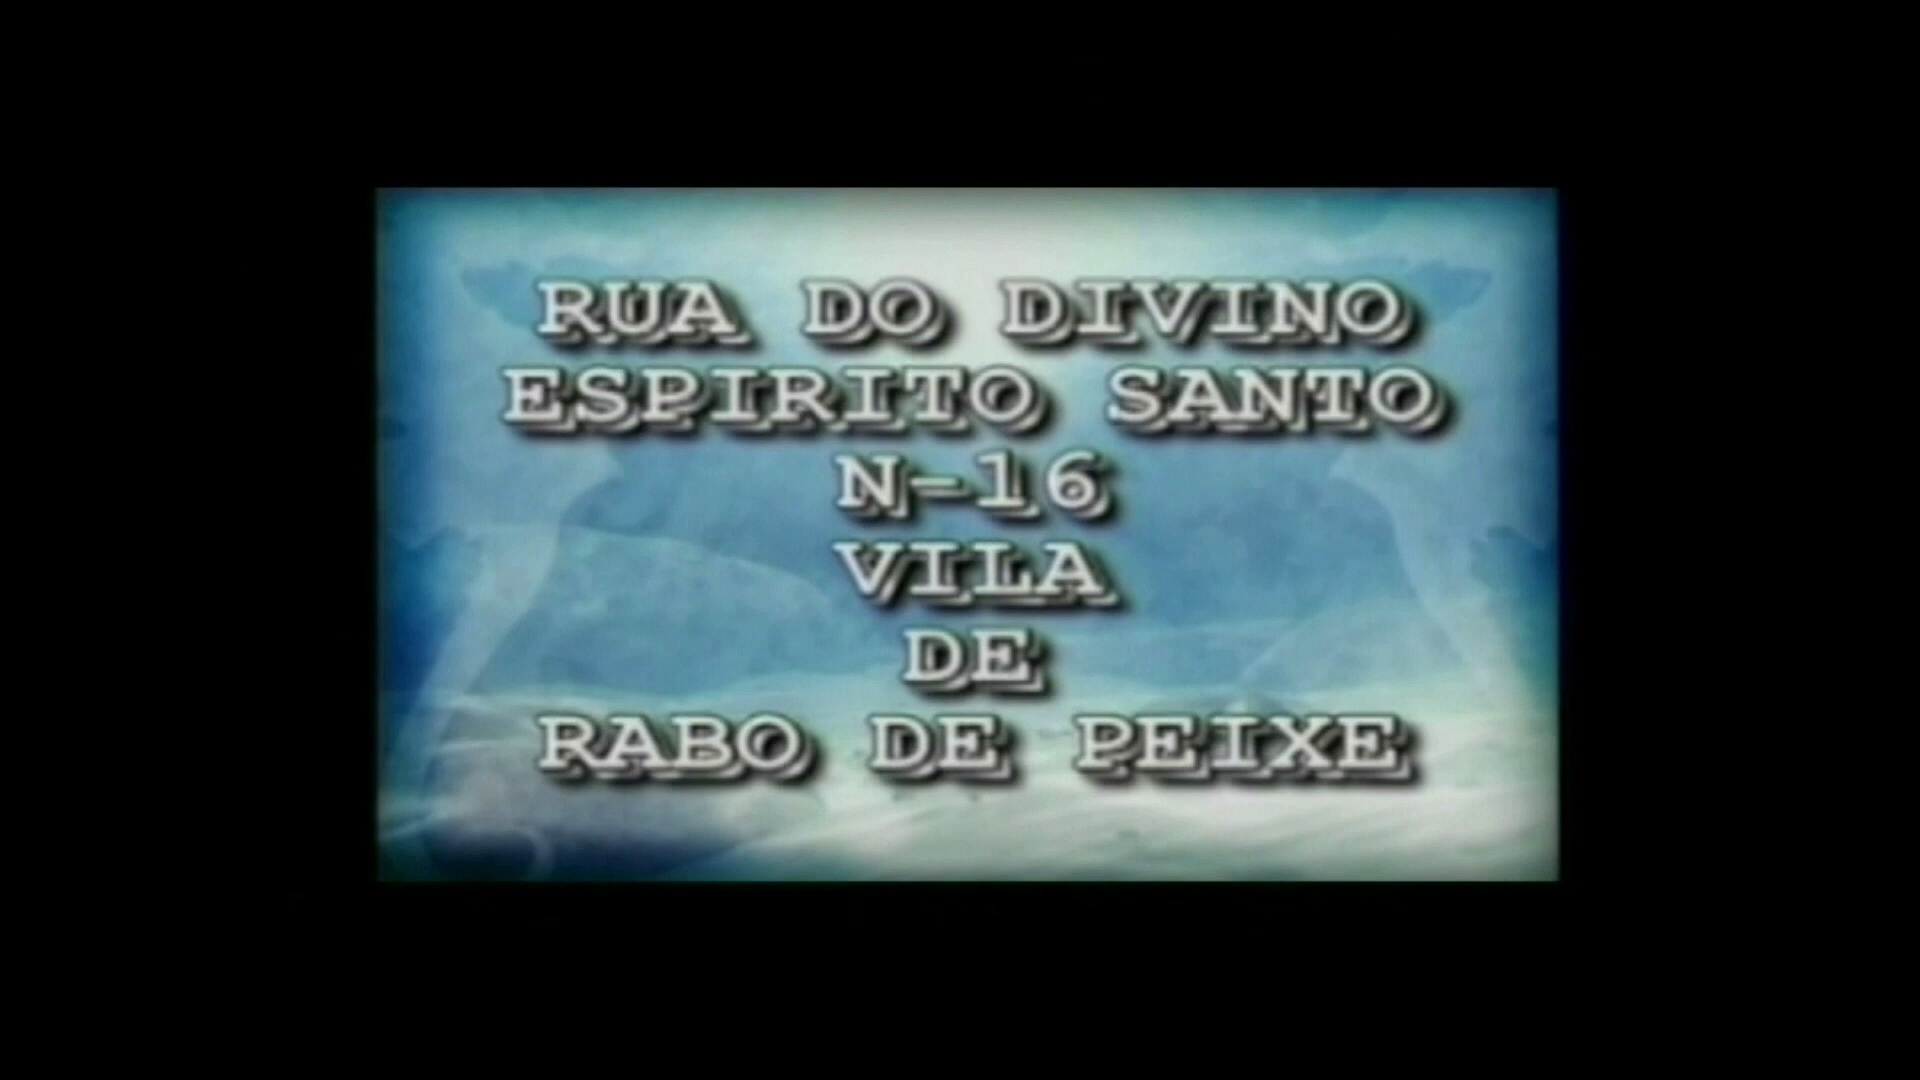 RUA DO DIVINO
ESPIRITO SANTO
N-16
VILA
DE
RABO DE PEIXE